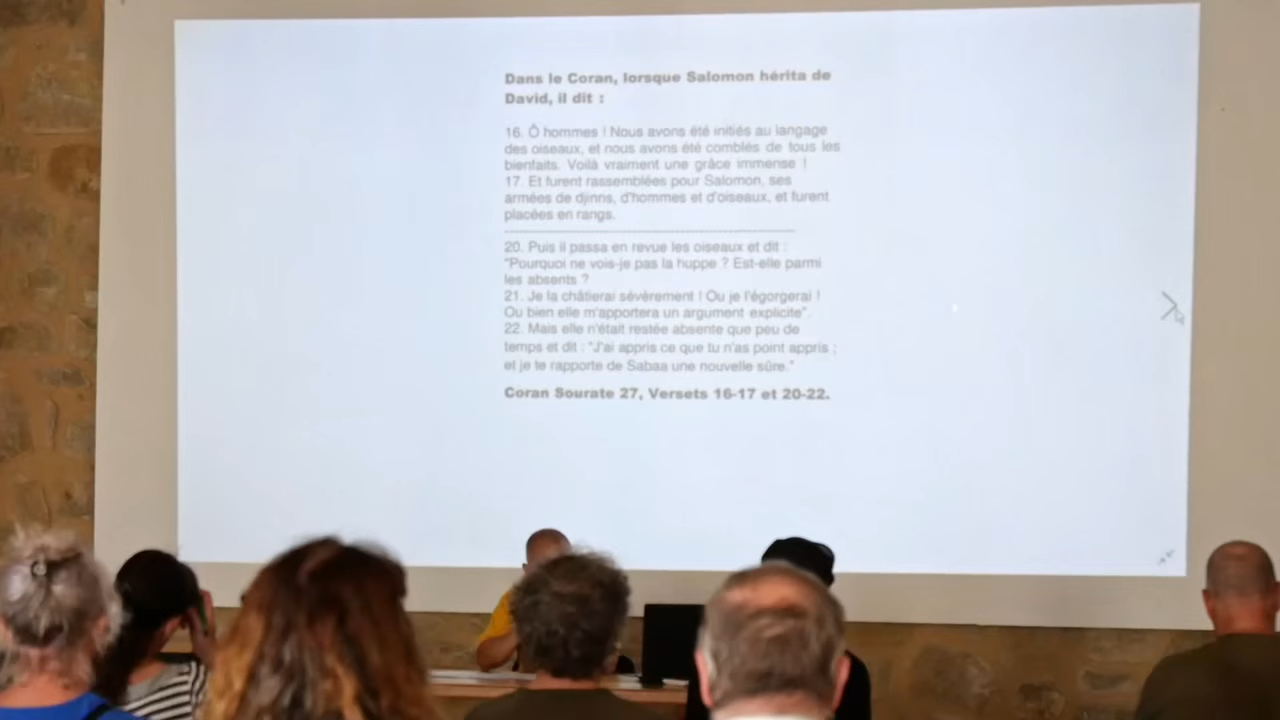 Dans le Coran, lorsque Salomon hérita de
David, il dit :
16. Ô hommes ! Nous avons été initiés au langage
des oiseaux, et nous avons été comblés de tous les
bienfaits. Voilà vraiment une grâce immense !
17. Et furent rassemblées pour Salomon, ses
armées de djinns, d'hommes et d'oiseaux, et furent
placées en rangs.
20. Puis il passa en revue les oiseaux et dit :
"Pourquoi ne vois-je pas la huppe ? Est-elle parmi
les absents ?
21. Je la châtierai sévèrement ! Ou je l'égorgerai !
Ou bien elle m'apportera un argument explicite".
22. Mais elle n'était restée absente que peu de
temps et dit : "J'ai appris ce que tu n'as point appris ;
et je te rapporte de Sabaa une nouvelle sûre."
Coran Sourate 27, Versets 16-17 et 20-22.